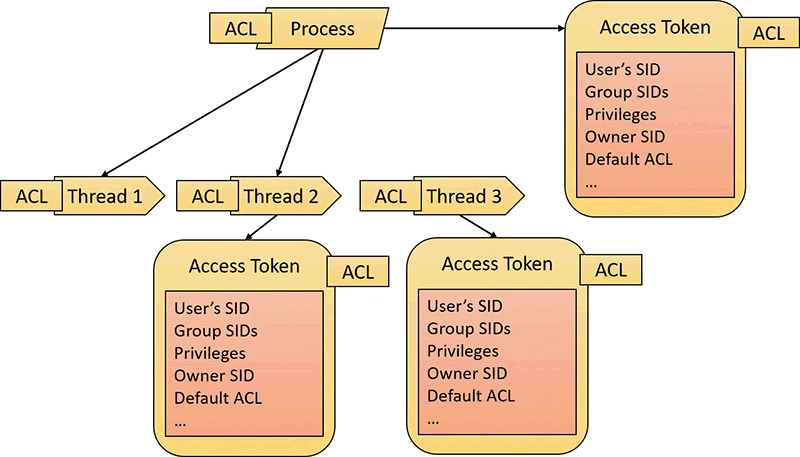 ACL
Process
Access Token
ACL
User's SID
Group SIDs
Privileges
Owner SID
Default ACL
...
ACL
Thread 1
ACL
Thread 2
ACL
Thread 3
Access Token
ACL
User's SID
Group SIDs
Privileges
Owner SID
Default ACL
...
Access Token
ACL
User's SID
Group SIDs
Privileges
Owner SID
Default ACL
...